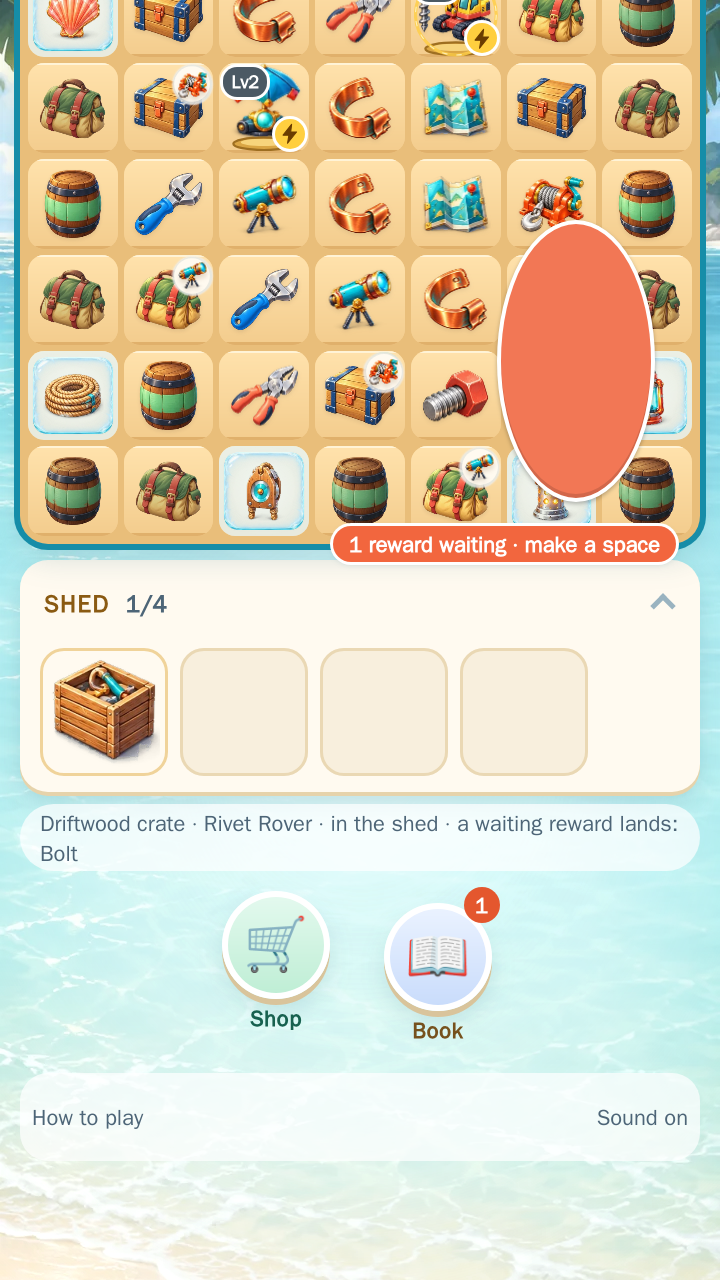 Lv2
1 reward waiting · make a space
SHED 1/4
Driftwood crate · Rivet Rover · in the shed · a waiting reward lands:
Bolt
1
Shop
Book
How to play
Sound on